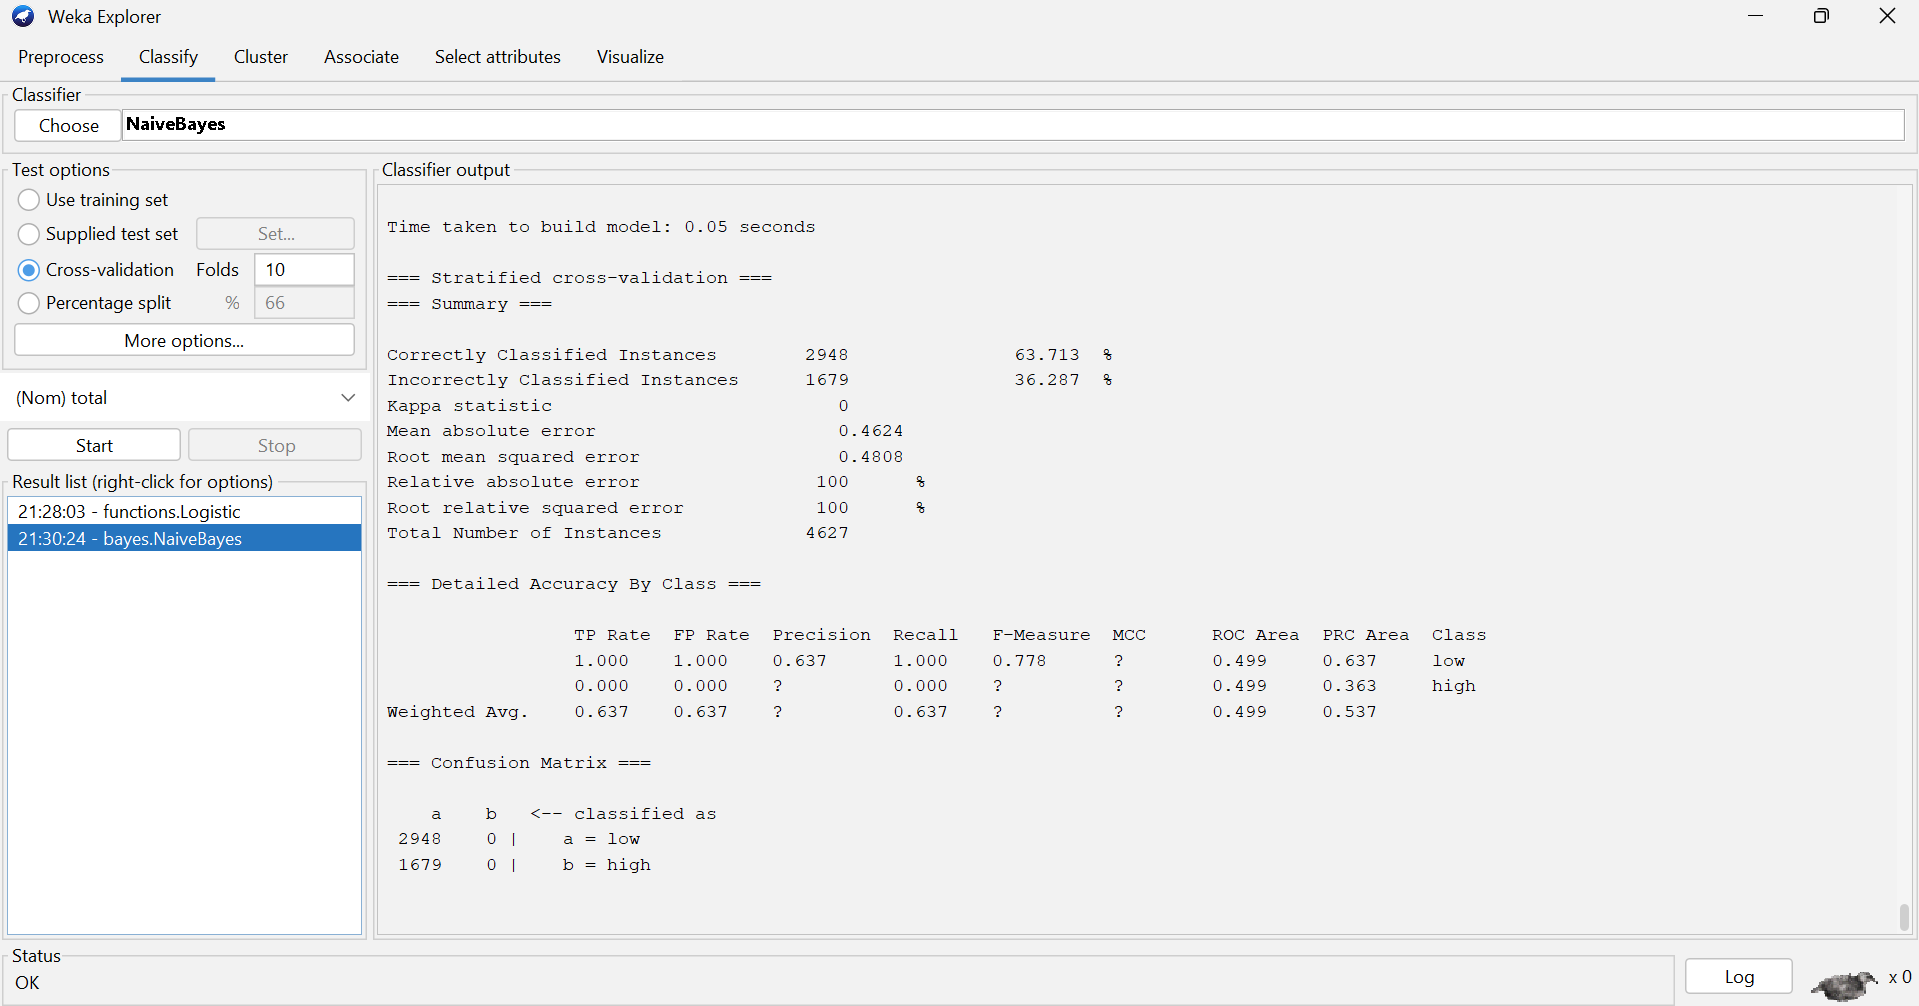 Weka Explorer
Preprocess Classify Cluster Associate Select attributes Visualize
Classifier
Choose NaiveBayes
Test options
Use training set
Supplied test set Set...
Cross-validation Folds 10
Percentage split % 66
More options...
(Nom) total
Start Stop
Result list (right-click for options)
21:28:03 - functions.Logistic
21:30:24 - bayes.NaiveBayes
Classifier output
Time taken to build model: 0.05 seconds
=== Stratified cross-validation ===
=== Summary ===
Correctly Classified Instances 2948 63.713 %
Incorrectly Classified Instances 1679 36.287 %
Kappa statistic 0
Mean absolute error 0.4624
Root mean squared error 0.4808
Relative absolute error 100 %
Root relative squared error 100 %
Total Number of Instances 4627
=== Detailed Accuracy By Class ===
TP Rate FP Rate Precision Recall F-Measure MCC ROC Area PRC Area Class
1.000 1.000 0.637 1.000 0.778 ? 0.499 0.637 low
0.000 0.000 ? 0.000 ? ? 0.499 0.363 high
Weighted Avg. 0.637 0.637 ? 0.637 ? ? 0.499 0.537
=== Confusion Matrix ===
a b <-- classified as
2948 0 | a = low
1679 0 | b = high
Status
OK
Log x 0